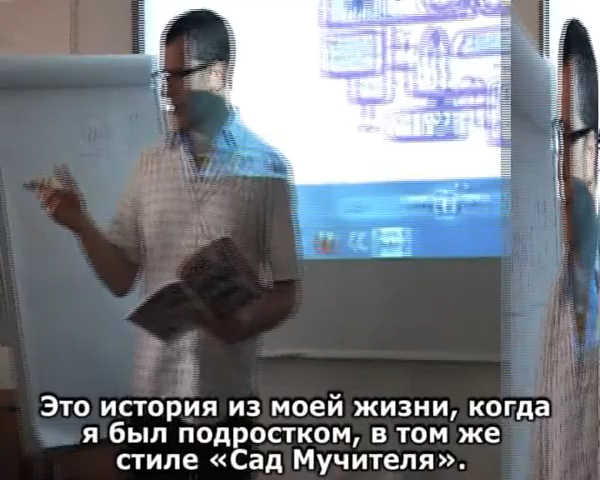 Это история из моей жизни, когда
я был подростком, в том же
стиле «Сад Мучителя».